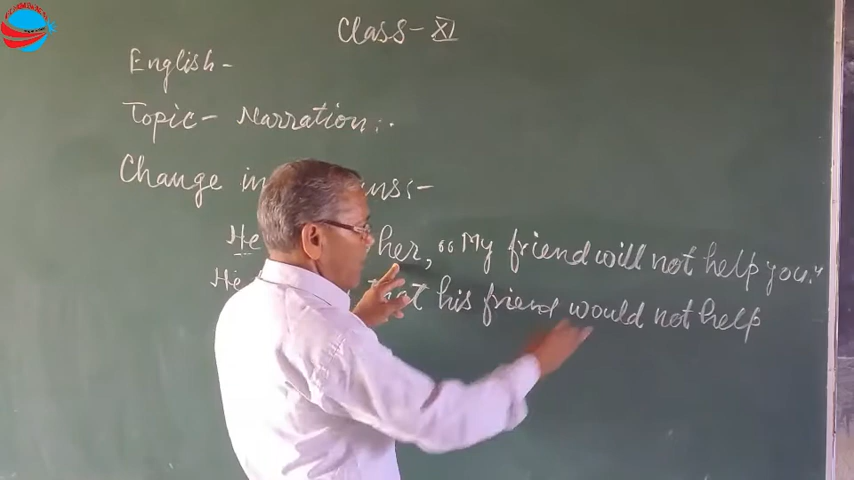 Class - XI
English -
Topic - Narration :.
Change in :-
He her, "My friend will not help you."
He that his friend would not help